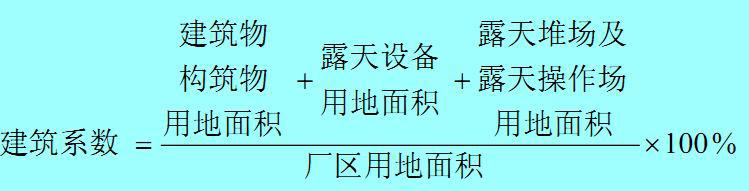 建筑物
构筑物
用地面积
+
露天设备
用地面积
+
露天堆场及
露天操作场
用地面积
建筑系数 =
厂区用地面积
×100%